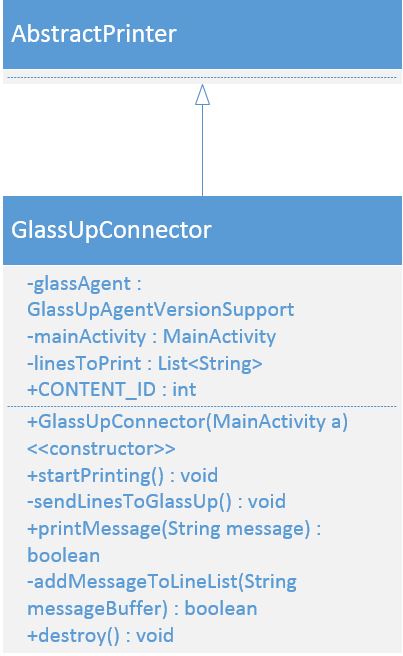 AbstractPrinter
GlassUpConnector
-glassAgent :
GlassUpAgentVersionSupport
-mainActivity : MainActivity
-linesToPrint : List<String>
+CONTENT_ID : int
+GlassUpConnector(MainActivity a)
<<constructor>>
+startPrinting() : void
-sendLinesToGlassUp() : void
+printMessage(String message) :
boolean
-addMessageToLineList(String
messageBuffer) : boolean
+destroy() : void